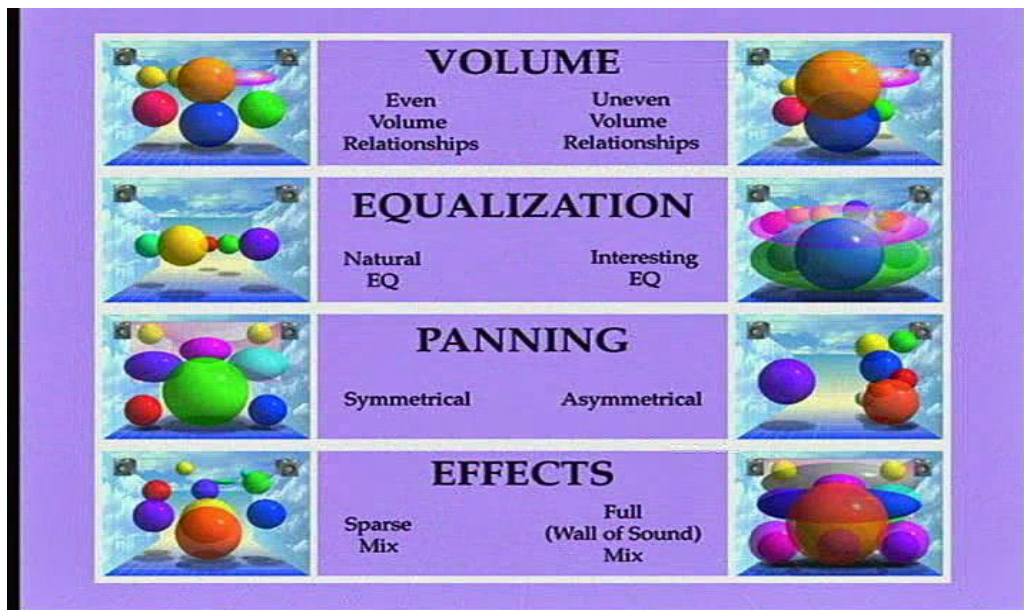 VOLUME
Even
Volume
Relationships
Uneven
Volume
Relationships
EQUALIZATION
Natural
EQ
Interesting
EQ
PANNING
Symmetrical
Asymmetrical
EFFECTS
Sparse
Mix
Full
(Wall of Sound)
Mix